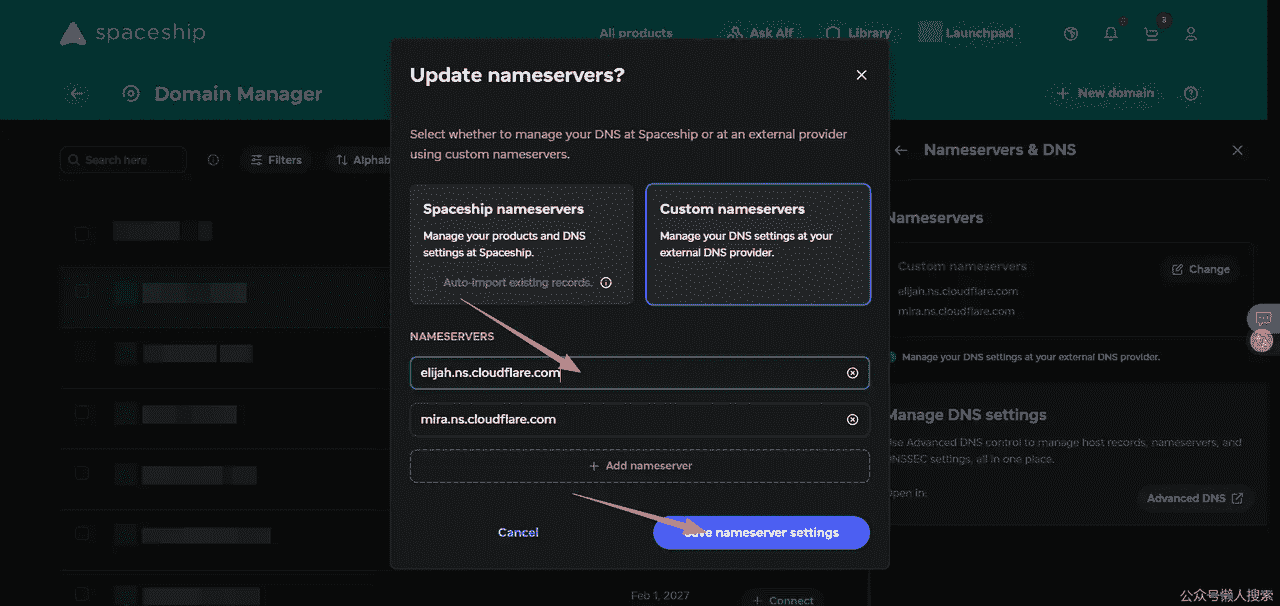 spaceship
All products
Ask Alf
Library
Launchpad
3
Domain Manager
New domain
Search here
Filters
Alphab
Update nameservers?
Select whether to manage your DNS at Spaceship or at an external provider
using custom nameservers.
Spaceship nameservers
Manage your products and DNS
settings at Spaceship.
Auto-import existing records.
Custom nameservers
Manage your DNS settings at your
external DNS provider.
NAMESERVERS
elijah.ns.cloudflare.com
mira.ns.cloudflare.com
Add nameserver
Cancel
Save nameserver settings
Nameservers & DNS
Nameservers
Custom nameservers
Change
elijah.ns.cloudflare.com
mira.ns.cloudflare.com
Manage your DNS settings at your external DNS provider.
Manage DNS settings
Use Advanced DNS control to manage host records, nameservers, and
DNSSEC settings, all in one place.
Open in:
Advanced DNS
Feb 1, 2027
Connect
公众号懒人搜索